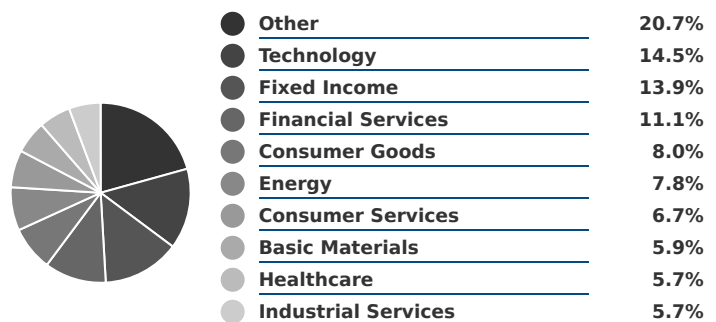 Other 20.7%
Technology 14.5%
Fixed Income 13.9%
Financial Services 11.1%
Consumer Goods 8.0%
Energy 7.8%
Consumer Services 6.7%
Basic Materials 5.9%
Healthcare 5.7%
Industrial Services 5.7%